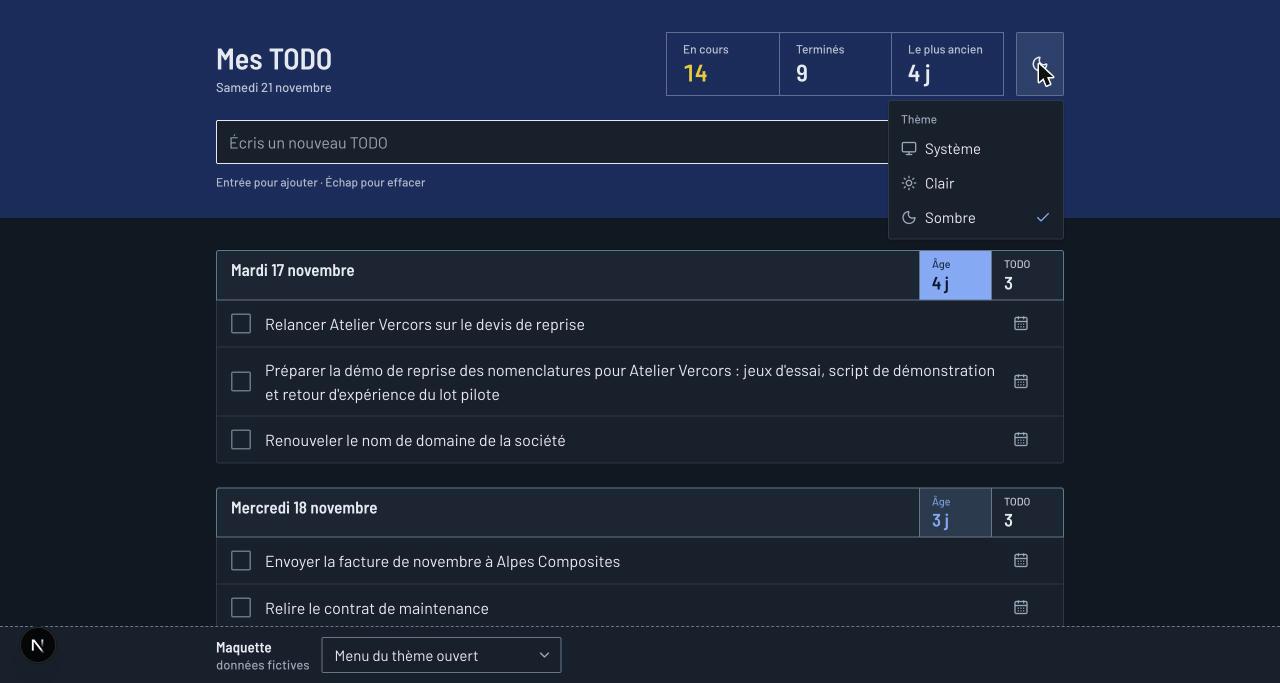 Mes TODO
Samedi 21 novembre
En cours
14
Terminés
9
Le plus ancien
4 j
Écris un nouveau TODO
Entrée pour ajouter · Échap pour effacer
Thème
Système
Clair
Sombre
Mardi 17 novembre
Âge
4 j
TODO
3
Relancer Atelier Vercors sur le devis de reprise
Préparer la démo de reprise des nomenclatures pour Atelier Vercors : jeux d'essai, script de démonstration
et retour d'expérience du lot pilote
Renouveler le nom de domaine de la société
Mercredi 18 novembre
Âge
3 j
TODO
3
Envoyer la facture de novembre à Alpes Composites
Relire le contrat de maintenance
N
Maquette
données fictives
Menu du thème ouvert